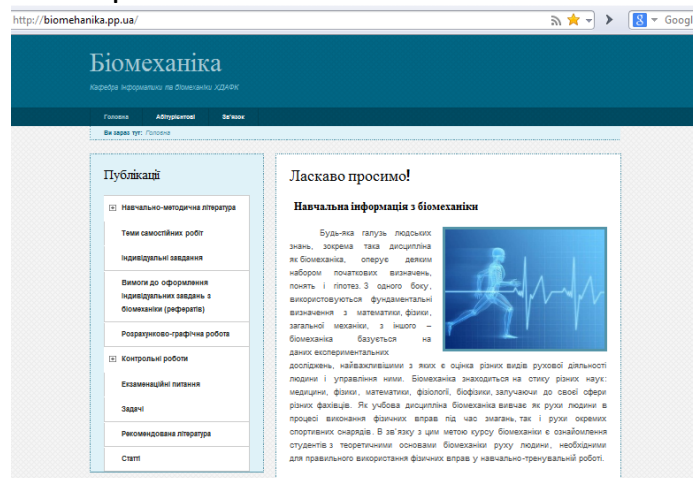 http://biomehanika.pp.ua/
Googl
Біомеханіка
Кафедра Інформатики та біомеханіки ХДАФК
Головна Абітурієнтові Зв'язок
Ви зараз тут: Головна
Публікації
Навчально-методична література
Теми самостійних робіт
Індивідуальні завдання
Вимоги до оформлення
індивідуальних завдань з
біомеханіки (рефератів)
Розрахунково-графічна робота
Контрольні роботи
Екзаменаційні питання
Задачі
Рекомендована література
Статті
Ласкаво просимо!
Навчальна інформація з біомеханіки
Будь-яка галузь людських
знань, зокрема така дисципліна
як біомеханіка, оперує деяким
набором початкових визначень,
понять і гіпотез. З одного боку,
використовуються фундаментальні
визначення з математики, фізики,
загальної механіки, з іншого –
біомеханіка базується на
даних експериментальних
досліджень, найважливішими з яких є оцінка різних видів рухової діяльності
людини і управління ними. Біомеханіка знаходиться на стику різних наук:
медицини, фізики, математики, фізіології, біофізики, залучаючи до своєї сфери
різних фахівців. Як учбова дисципліна біомеханіка вивчає як рухи людини в
процесі виконання фізичних вправ під час змагань, так і рухи окремих
спортивних снарядів. В зв'язку з цим метою курсу біомеханіки є ознайомлення
студентів з теоретичними основами біомеханіки руху людини, необхідними
для правильного використання фізичних вправ у навчально-тренувальній роботі.